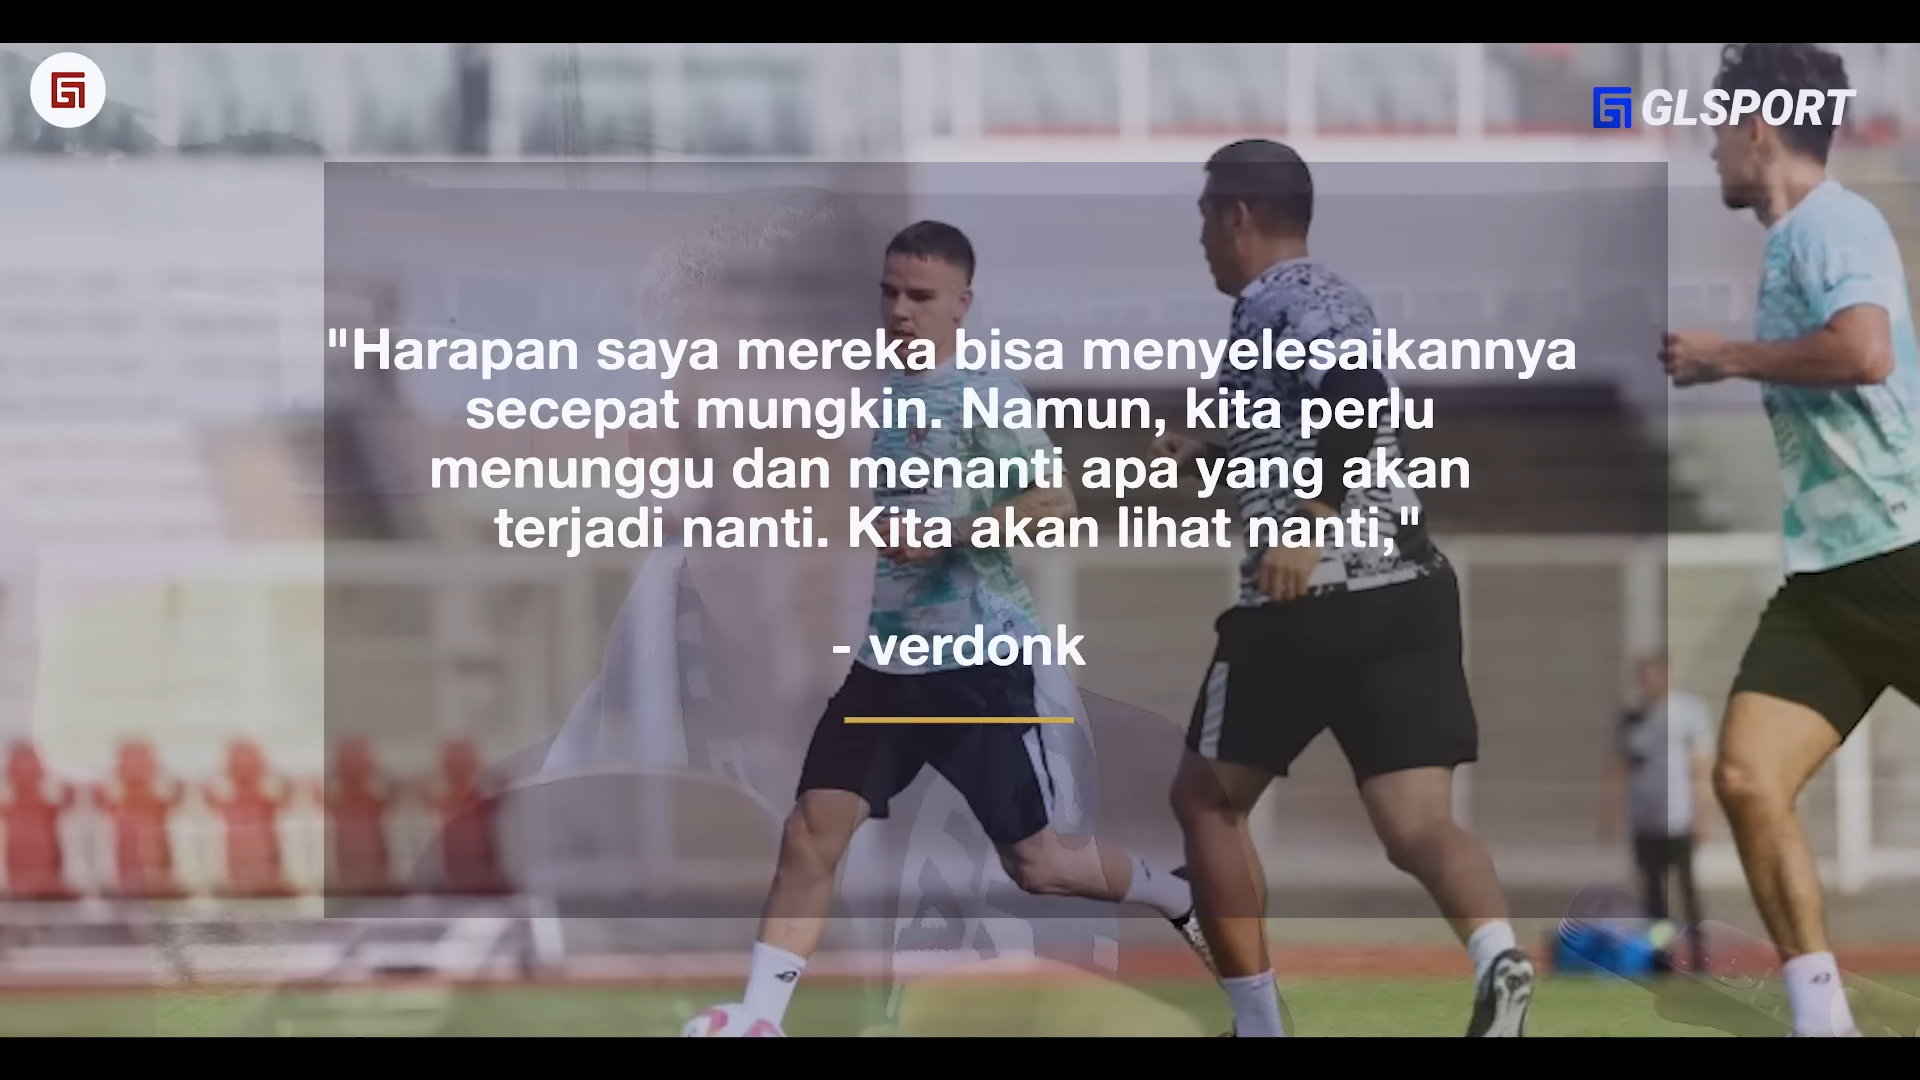 GLSPORT
"Harapan saya mereka bisa menyelesaikannya
secepat mungkin. Namun, kita perlu
menunggu dan menanti apa yang akan
terjadi nanti. Kita akan lihat nanti,"
- verdonk